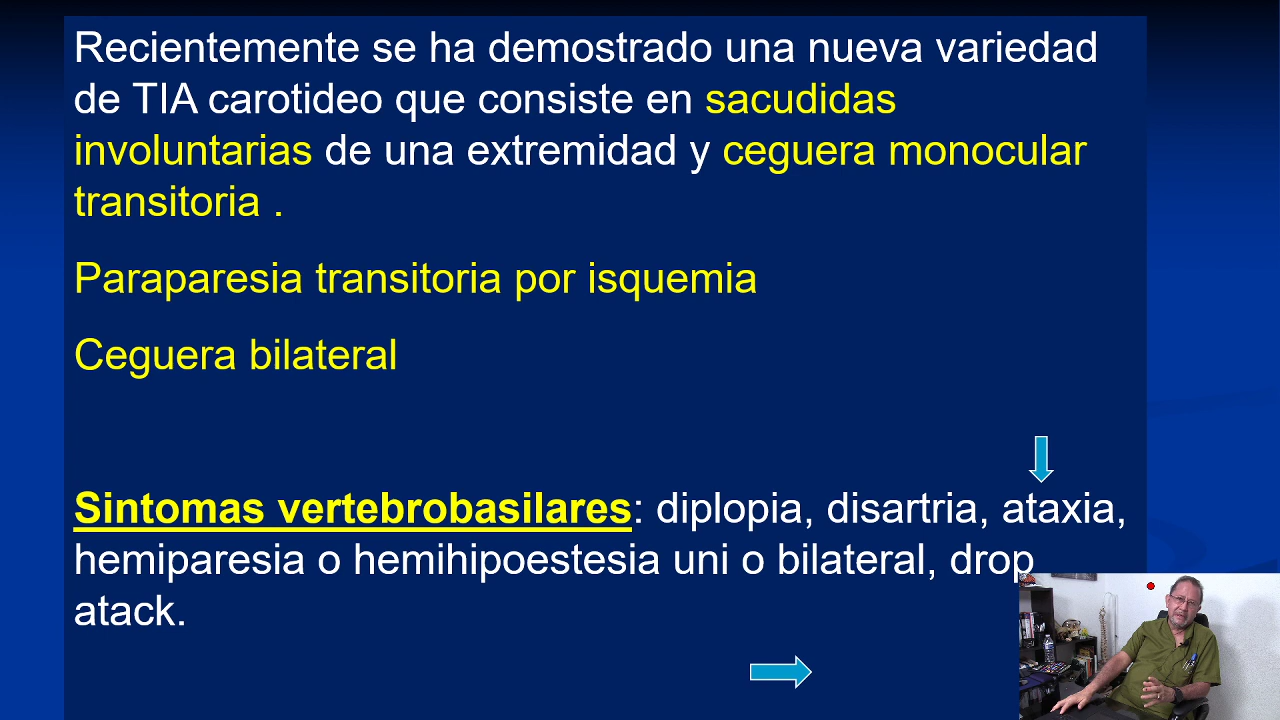 Recientemente se ha demostrado una nueva variedad
de TIA carotideo que consiste en sacudidas
involuntarias de una extremidad y ceguera monocular
transitoria .
Paraparesia transitoria por isquemia
Ceguera bilateral
Sintomas vertebrobasilares: diplopia, disartria, ataxia,
hemiparesia o hemihipoestesia uni o bilateral, drop
atack.